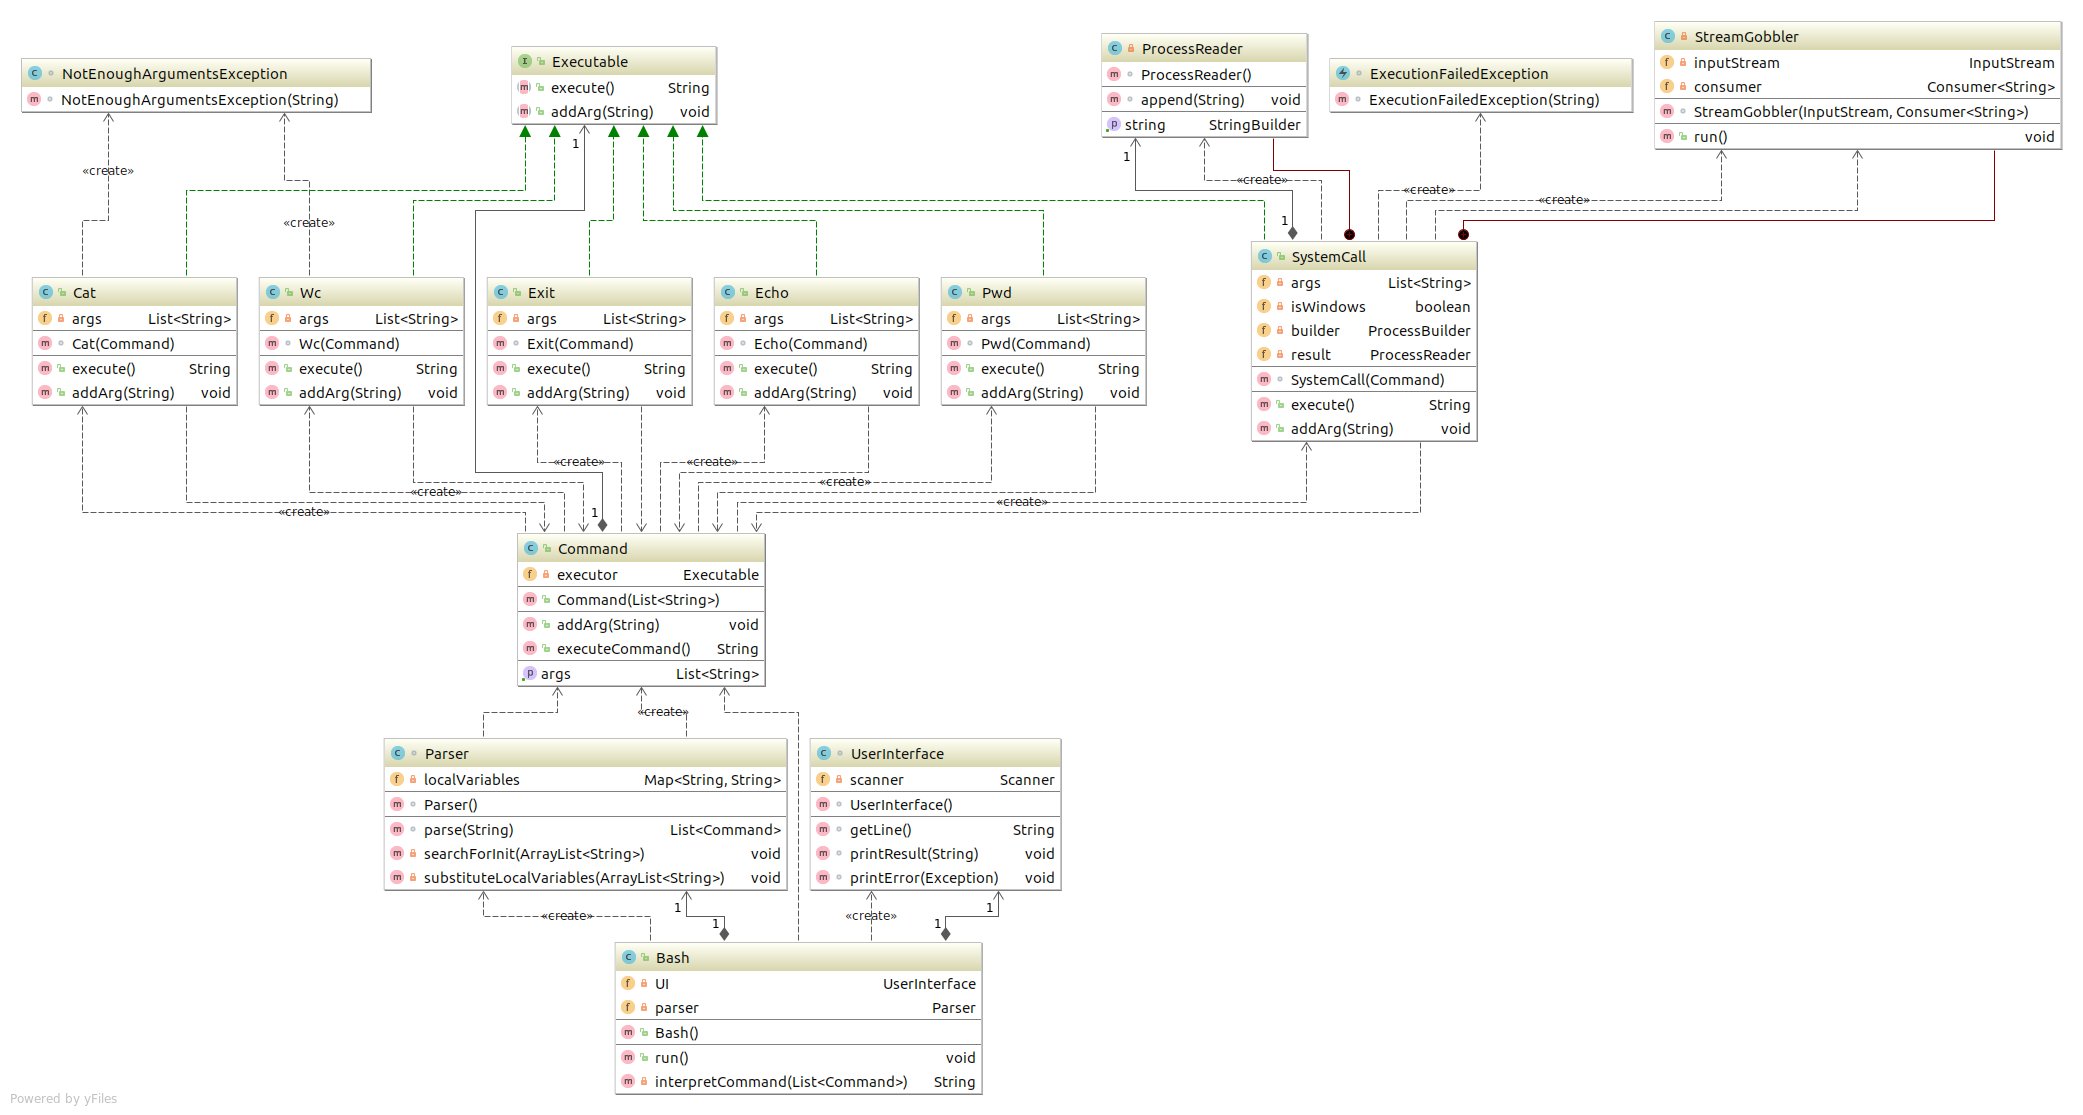 NotEnoughArgumentsException
NotEnoughArgumentsException(String)
Executable
execute() String
addArg(String) void
ProcessReader
ProcessReader()
append(String) void
string StringBuilder
ExecutionFailedException
ExecutionFailedException(String)
StreamGobbler
inputStream InputStream
consumer Consumer<String>
StreamGobbler(InputStream, Consumer<String>)
run() void
1
1
«create»
«create»
«create»
«create»
«create»
1
Cat
args List<String>
Cat(Command)
execute() String
addArg(String) void
Wc
args List<String>
Wc(Command)
execute() String
addArg(String) void
Exit
args List<String>
Exit(Command)
execute() String
addArg(String) void
Echo
args List<String>
Echo(Command)
execute() String
addArg(String) void
Pwd
args List<String>
Pwd(Command)
execute() String
addArg(String) void
SystemCall
args List<String>
isWindows boolean
builder ProcessBuilder
result ProcessReader
SystemCall(Command)
execute() String
addArg(String) void
«create»
«create»
«create»
«create»
«create»
«create»
1
Command
executor Executable
Command(List<String>)
addArg(String) void
executeCommand() String
args List<String>
«create»
Parser
localVariables Map<String, String>
Parser()
parse(String) List<Command>
searchForInit(ArrayList<String>) void
substituteLocalVariables(ArrayList<String>) void
UserInterface
scanner Scanner
UserInterface()
getLine() String
printResult(String) void
printError(Exception) void
«create»
1
1
«create»
1
1
Bash
UI UserInterface
parser Parser
Bash()
run() void
interpretCommand(List<Command>) String
Powered by yFiles